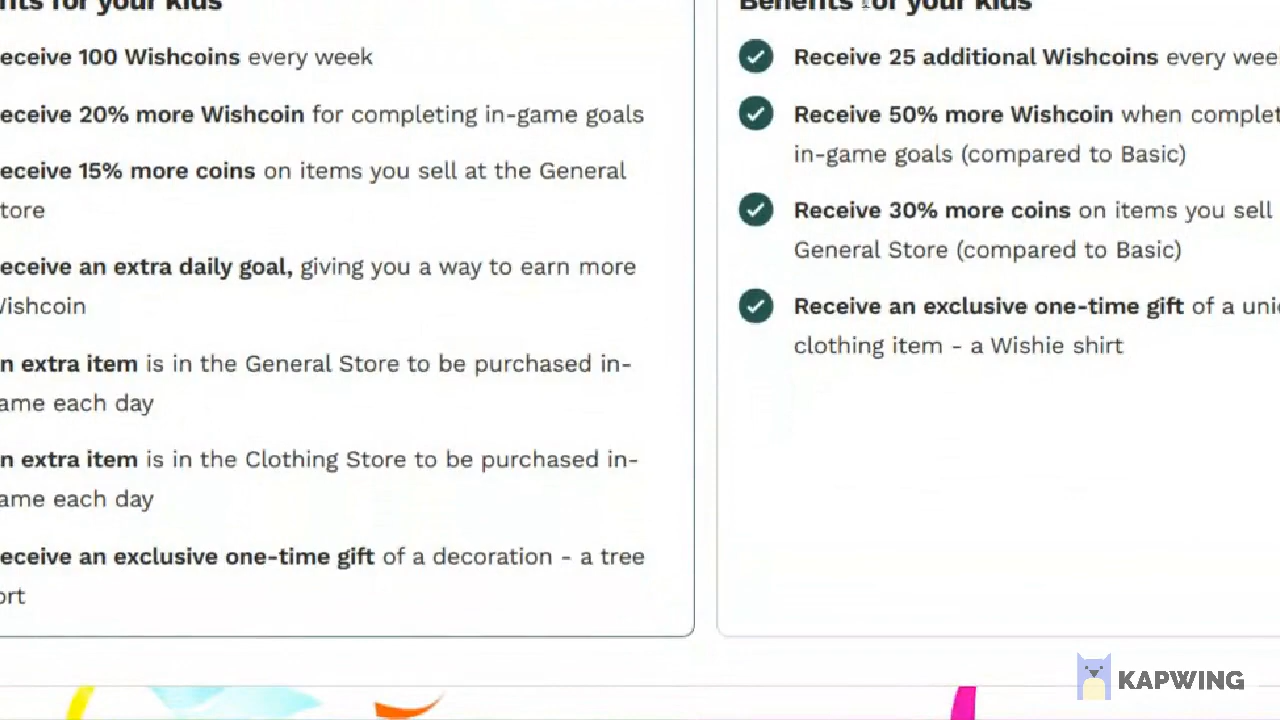 nts for your kids
eceive 100 Wishcoins every week
eceive 20% more Wishcoin for completing in-game goals
eceive 15% more coins on items you sell at the General
tore
eceive an extra daily goal, giving you a way to earn more
Wishcoin
n extra item is in the General Store to be purchased in-
ame each day
n extra item is in the Clothing Store to be purchased in-
ame each day
eceive an exclusive one-time gift of a decoration - a tree
ort
Benefits for your kids
Receive 25 additional Wishcoins every wee
Receive 50% more Wishcoin when complet
in-game goals (compared to Basic)
Receive 30% more coins on items you sell
General Store (compared to Basic)
Receive an exclusive one-time gift of a uni
clothing item - a Wishie shirt
KAPWING